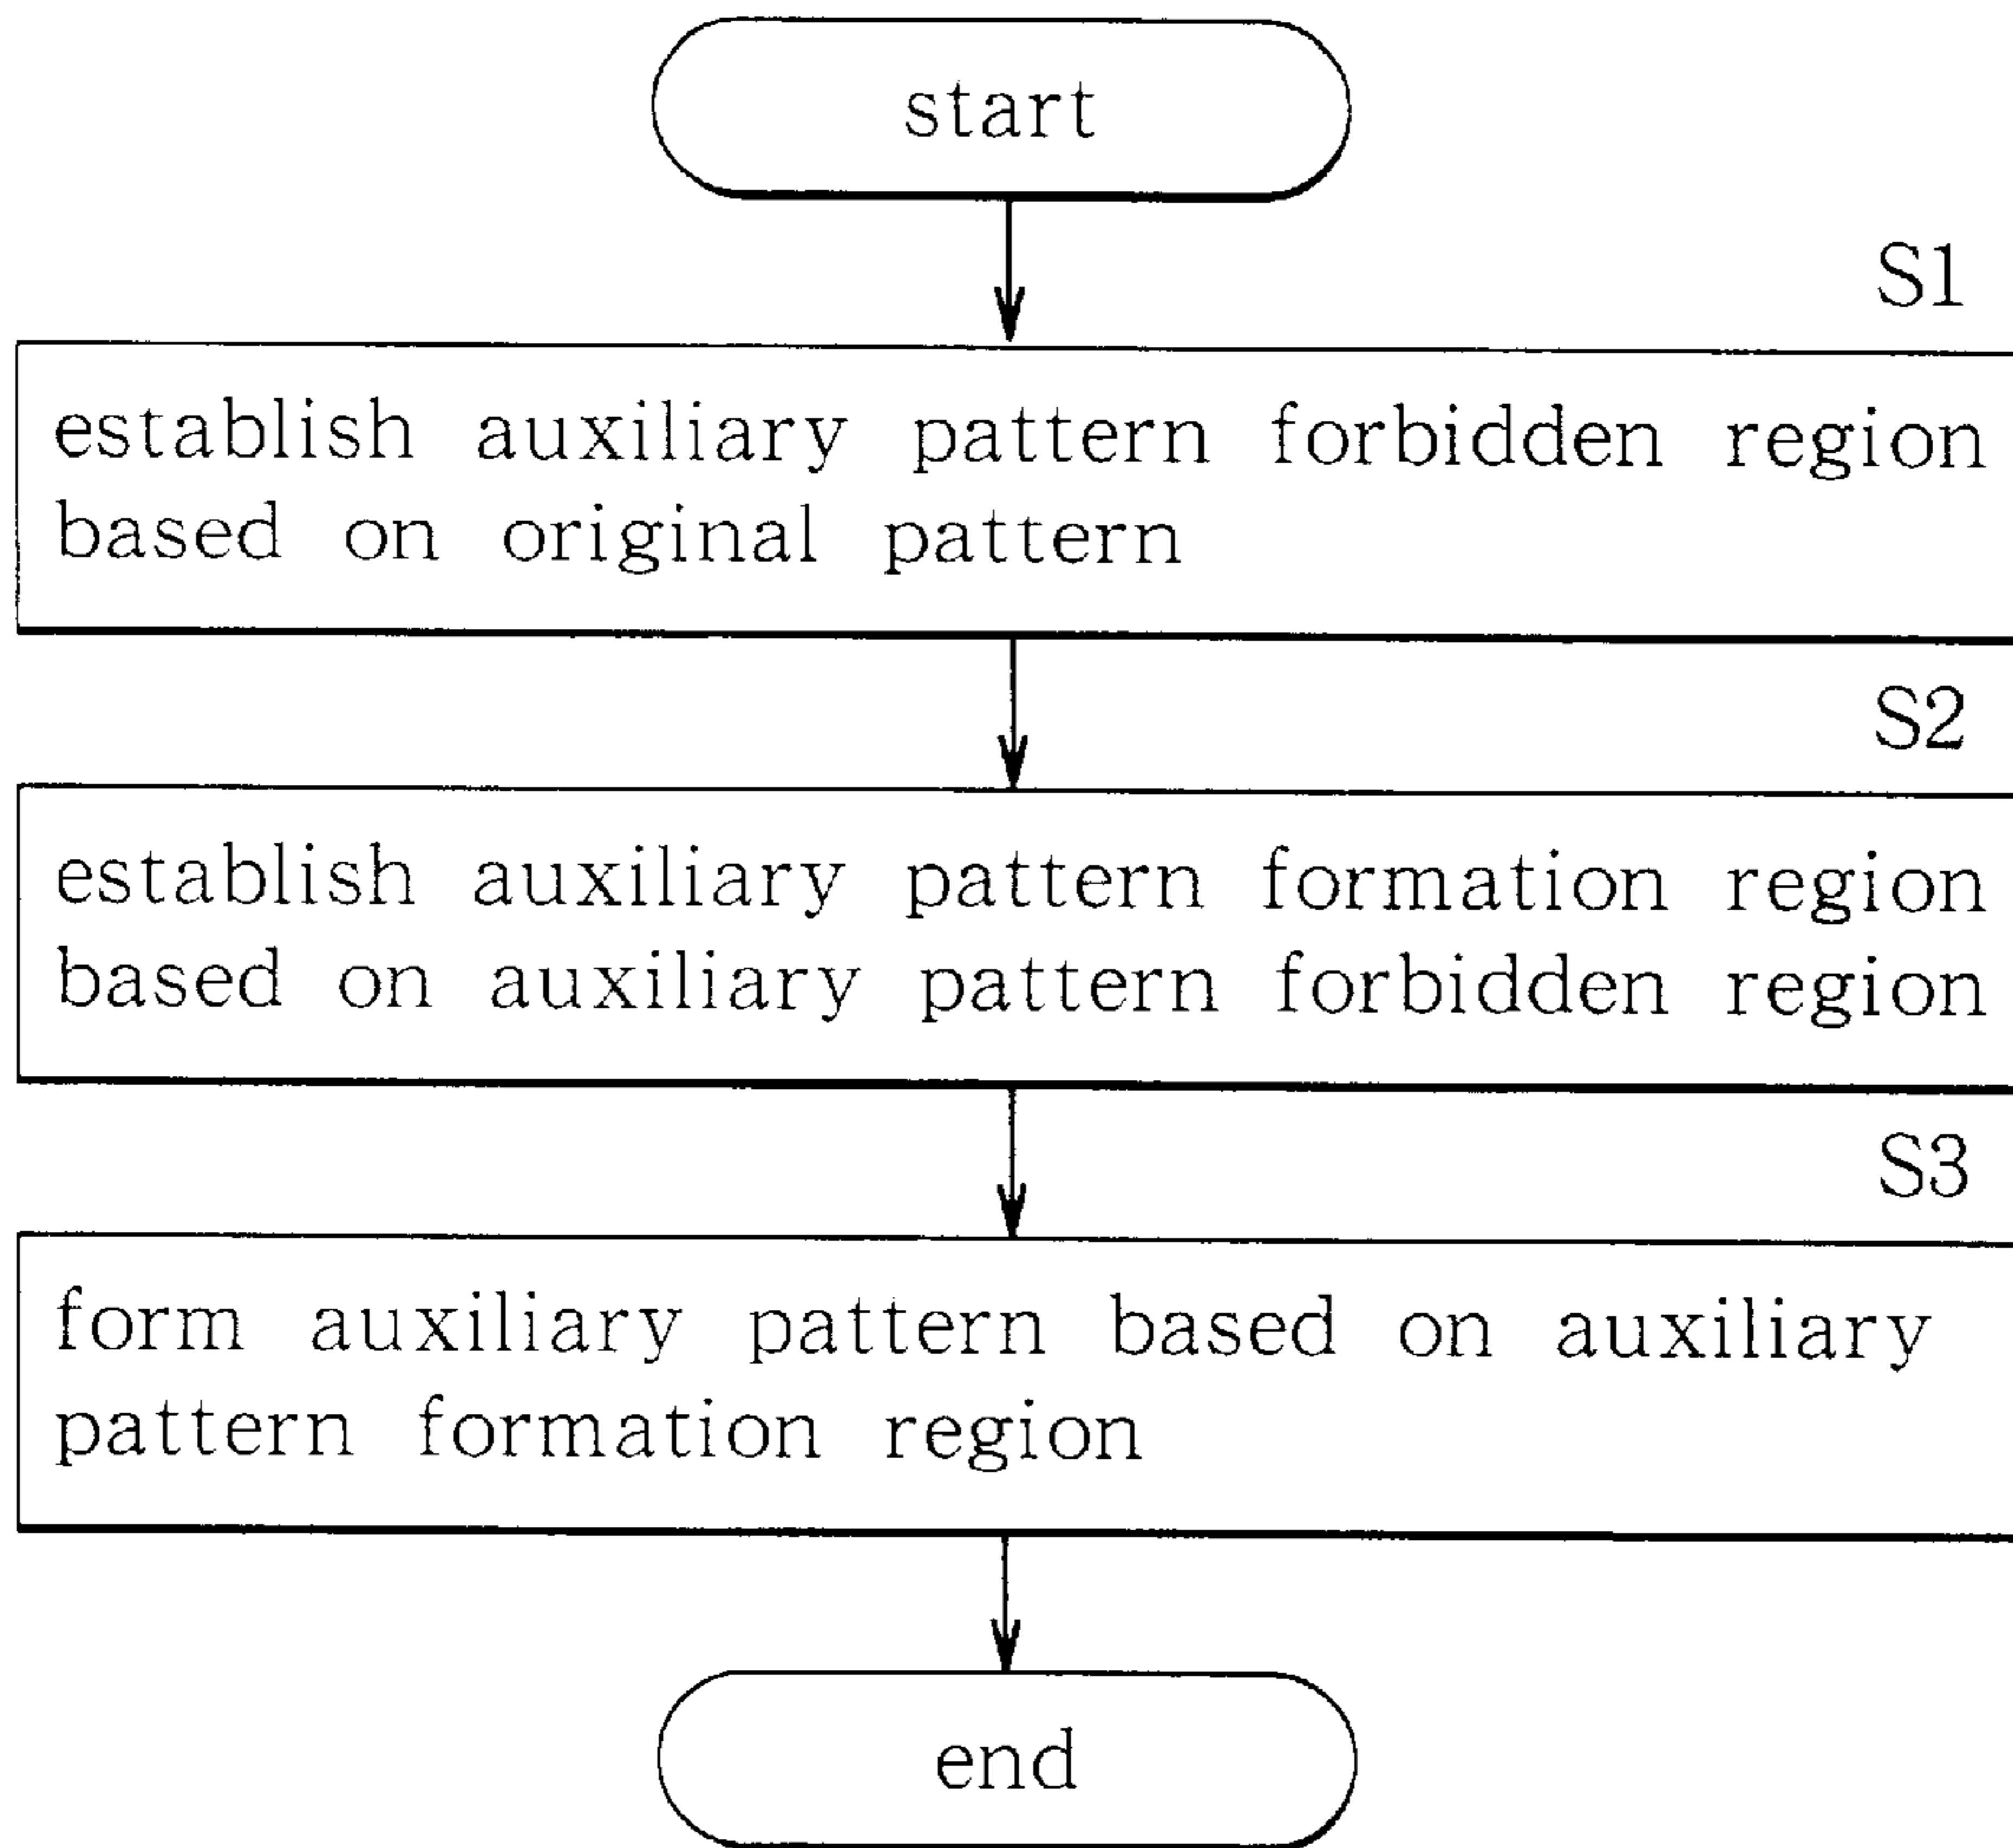 start
S1
establish auxiliary pattern forbidden region
based on original pattern
S2
establish auxiliary pattern formation region
based on auxiliary pattern forbidden region
S3
form auxiliary pattern based on auxiliary
pattern formation region
end